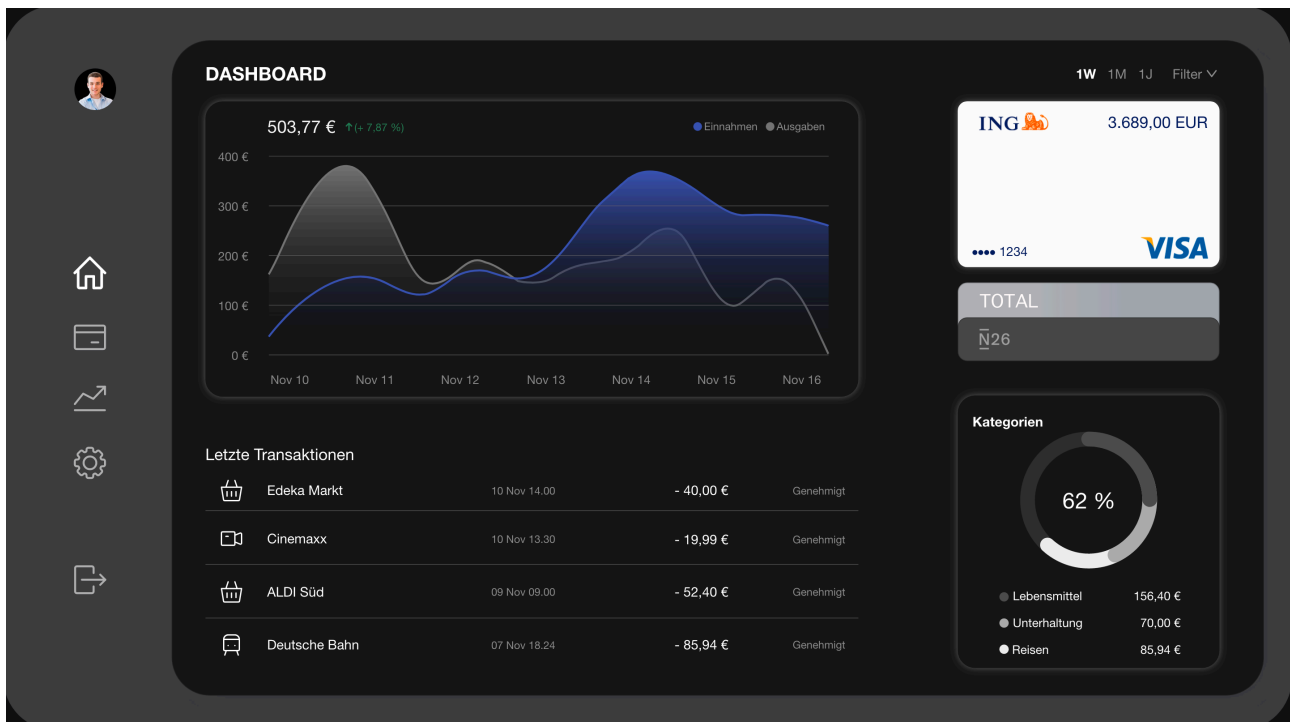 DASHBOARD
1W 1M 1J Filter
503,77 € ↑(+ 7,87 %)
Einnahmen Ausgaben
400 €
300 €
200 €
100 €
0 €
Nov 10 Nov 11 Nov 12 Nov 13 Nov 14 Nov 15 Nov 16
ING 3.689,00 EUR
•••• 1234 VISA
TOTAL
N26
Letzte Transaktionen
Edeka Markt 10 Nov 14.00 - 40,00 € Genehmigt
Cinemaxx 10 Nov 13.30 - 19,99 € Genehmigt
ALDI Süd 09 Nov 09.00 - 52,40 € Genehmigt
Deutsche Bahn 07 Nov 18.24 - 85,94 € Genehmigt
Kategorien
62 %
Lebensmittel 156,40 €
Unterhaltung 70,00 €
Reisen 85,94 €